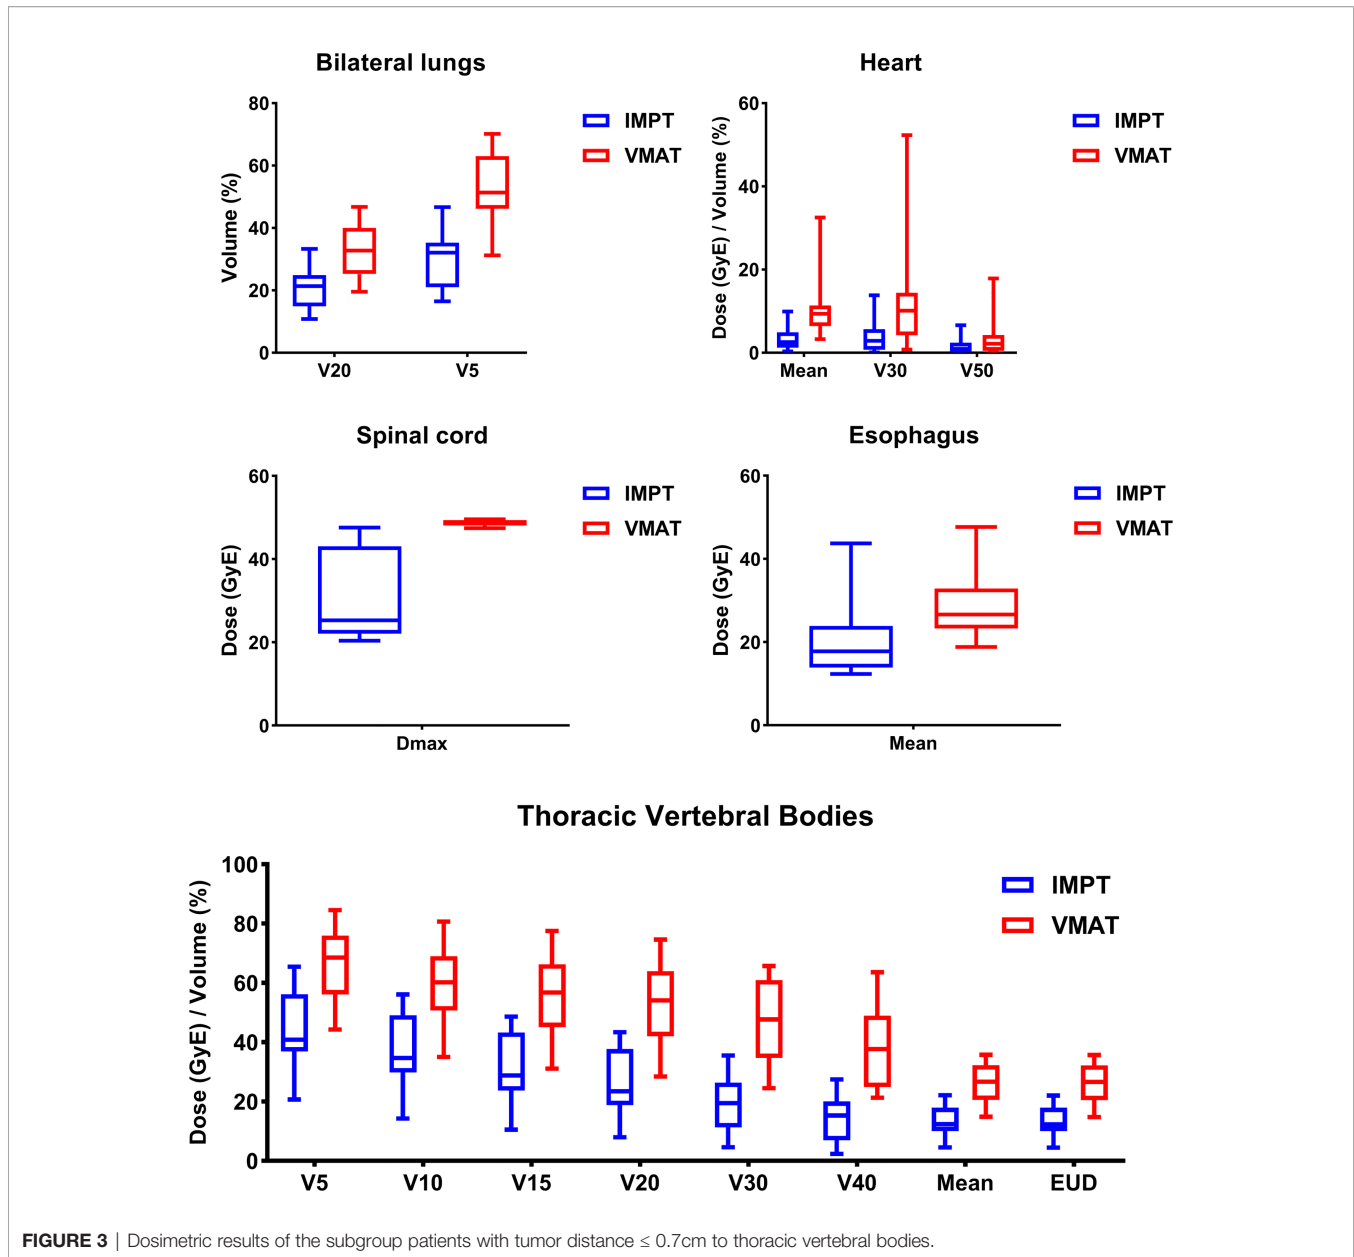 Bilateral lungs
Volume (%)
80
60
40
20
0
V20
V5
IMPT
VMAT
Heart
Dose (GyE) / Volume (%)
60
40
20
0
Mean
V30
V50
IMPT
VMAT
Spinal cord
Dose (GyE)
60
40
20
0
Dmax
IMPT
VMAT
Esophagus
Dose (GyE)
60
40
20
0
Mean
IMPT
VMAT
Thoracic Vertebral Bodies
Dose (GyE) / Volume (%)
100
80
60
40
20
0
V5
V10
V15
V20
V30
V40
Mean
EUD
IMPT
VMAT
FIGURE 3 | Dosimetric results of the subgroup patients with tumor distance ≤ 0.7cm to thoracic vertebral bodies.